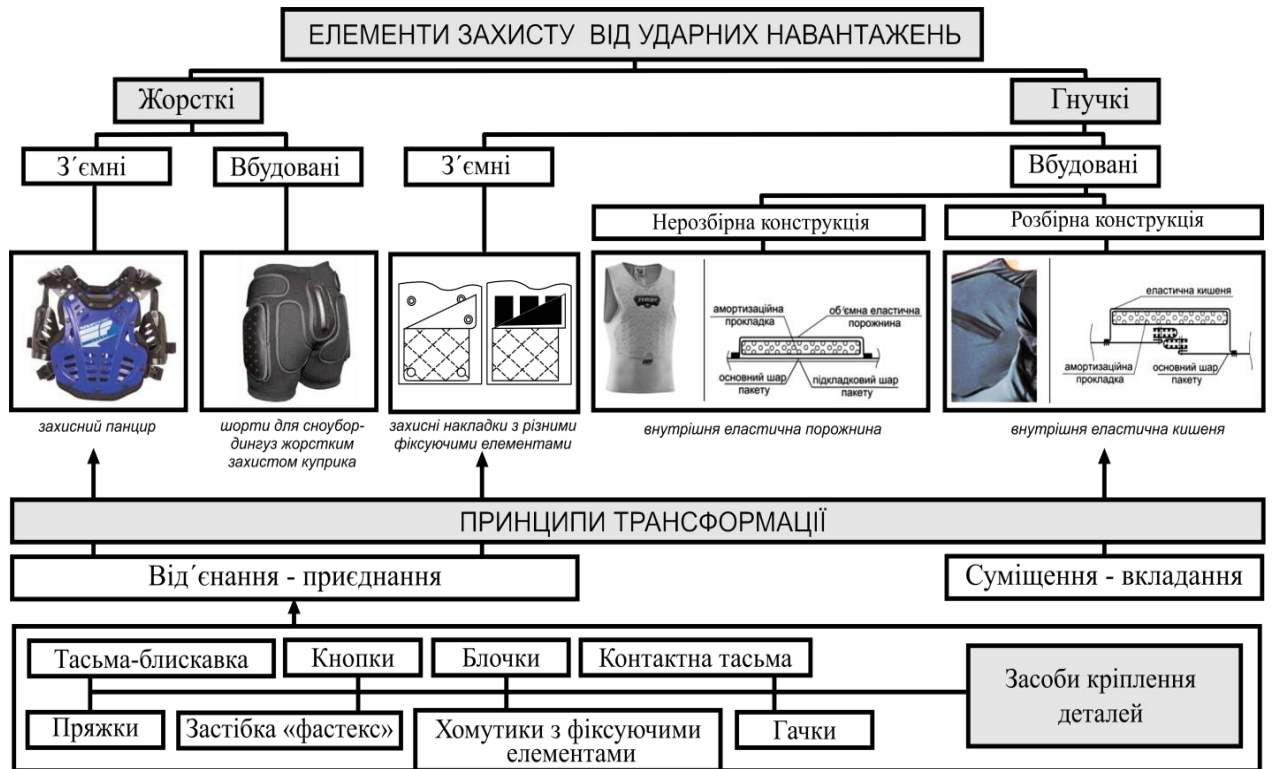 ЕЛЕМЕНТИ ЗАХИСТУ ВІД УДАРНИХ НАВАНТАЖЕНЬ
Жорсткі
Гнучкі
З´ємні
Вбудовані
З´ємні
Вбудовані
Нерозбірна конструкція
Розбірна конструкція
амортизаційна
прокладка
об´ємна еластична
порожнина
основний шар
пакету
підкладковий шар
пакету
еластична кишеня
амортизаційна
прокладка
основний шар
пакету
захисний панцир
шорти для сноубор-
дингуз жорстким
захистом куприка
захисні накладки з різними
фіксуючими елементами
внутрішня еластична порожнина
внутрішня еластична кишеня
ПРИНЦИПИ ТРАНСФОРМАЦІЇ
Від´єнання - приєднання
Суміщення - вкладання
Тасьма-блискавка
Кнопки
Блочки
Контактна тасьма
Засоби кріплення
деталей
Пряжки
Застібка «фастекс»
Хомутики з фіксуючими
елементами
Гачки